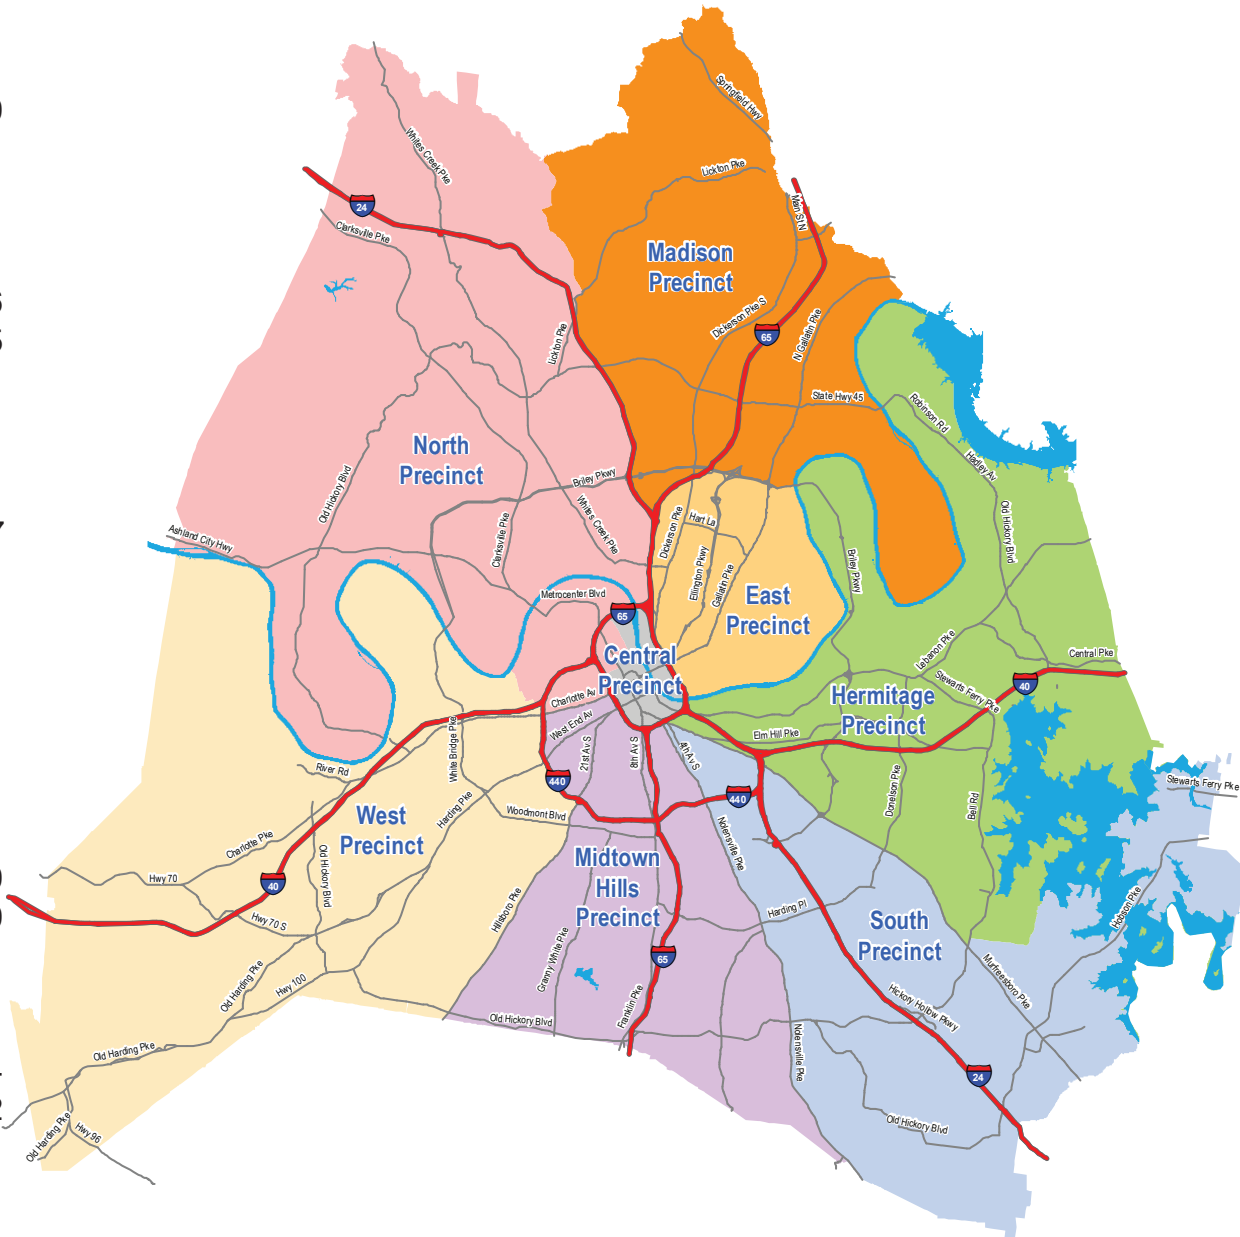 Springfield Hwy
Whites Creek Pke
Lickton Pke
24
Main St N
Clarksville Pke
Madison
Precinct
Dickerson Pke S
65
N Gallatin Pke
Lickton Pke
State Hwy 45
Robinson Rd
North
Precinct
Hadley Av
Briley Pkwy
Old Hickory Blvd
Whites Creek Pke
Dickerson Pke
Hart La
Old Hickory Blvd
Ashland City Hwy
Clarksville Pke
Ellington Pkwy
Gallatin Pke
Briley Pkwy
Metrocenter Blvd
65
East
Precinct
Central
Precinct
Lebanon Pke
Central Pke
40
Stewarts Ferry Pke
Hermitage
Precinct
Charlotte Av
West End Av
Elm Hill Pke
White Bridge Pke
21st Av S
8th Av S
4th Av S
River Rd
440
440
Stewarts Ferry Pke
Donelson Pke
Bell Rd
Harding Pke
Woodmont Blvd
West
Precinct
Nolensville Pke
Charlotte Pke
Midtown
Hills
Precinct
Hwy 70
40
Old Hickory Blvd
Hillsboro Pke
Harding Pl
Hobson Pke
Hwy 70 S
South
Precinct
Granny White Pke
65
Old Harding Pke
Hwy 100
Murfreesboro Pke
Franklin Pke
Hickory Hollow Pkwy
Old Hickory Blvd
Nolensville Pke
Old Harding Pke
24
Old Hickory Blvd
Old Harding Pke
Hwy 96